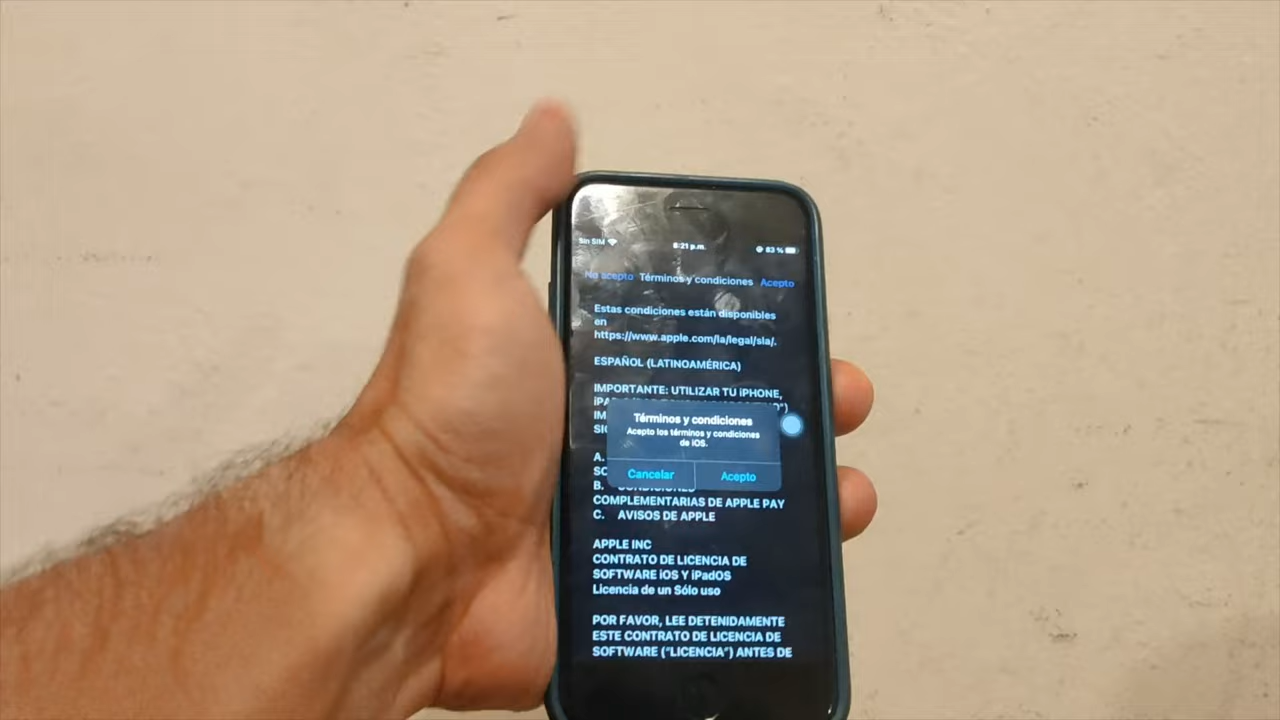 Sin SIM
6:21 p.m.
83 %
No acepto Términos y condiciones Acepto
Estas condiciones están disponibles
en
https://www.apple.com/la/legal/sla/.
ESPAÑOL (LATINOAMÉRICA)
IMPORTANTE: UTILIZAR TU iPHONE,
Términos y condiciones
Acepto los términos y condiciones
de iOS.
Cancelar Acepto
A.
B. CONDICIONES
COMPLEMENTARIAS DE APPLE PAY
C. AVISOS DE APPLE
APPLE INC
CONTRATO DE LICENCIA DE
SOFTWARE iOS Y iPadOS
Licencia de un Sólo uso
POR FAVOR, LEE DETENIDAMENTE
ESTE CONTRATO DE LICENCIA DE
SOFTWARE (“LICENCIA”) ANTES DE